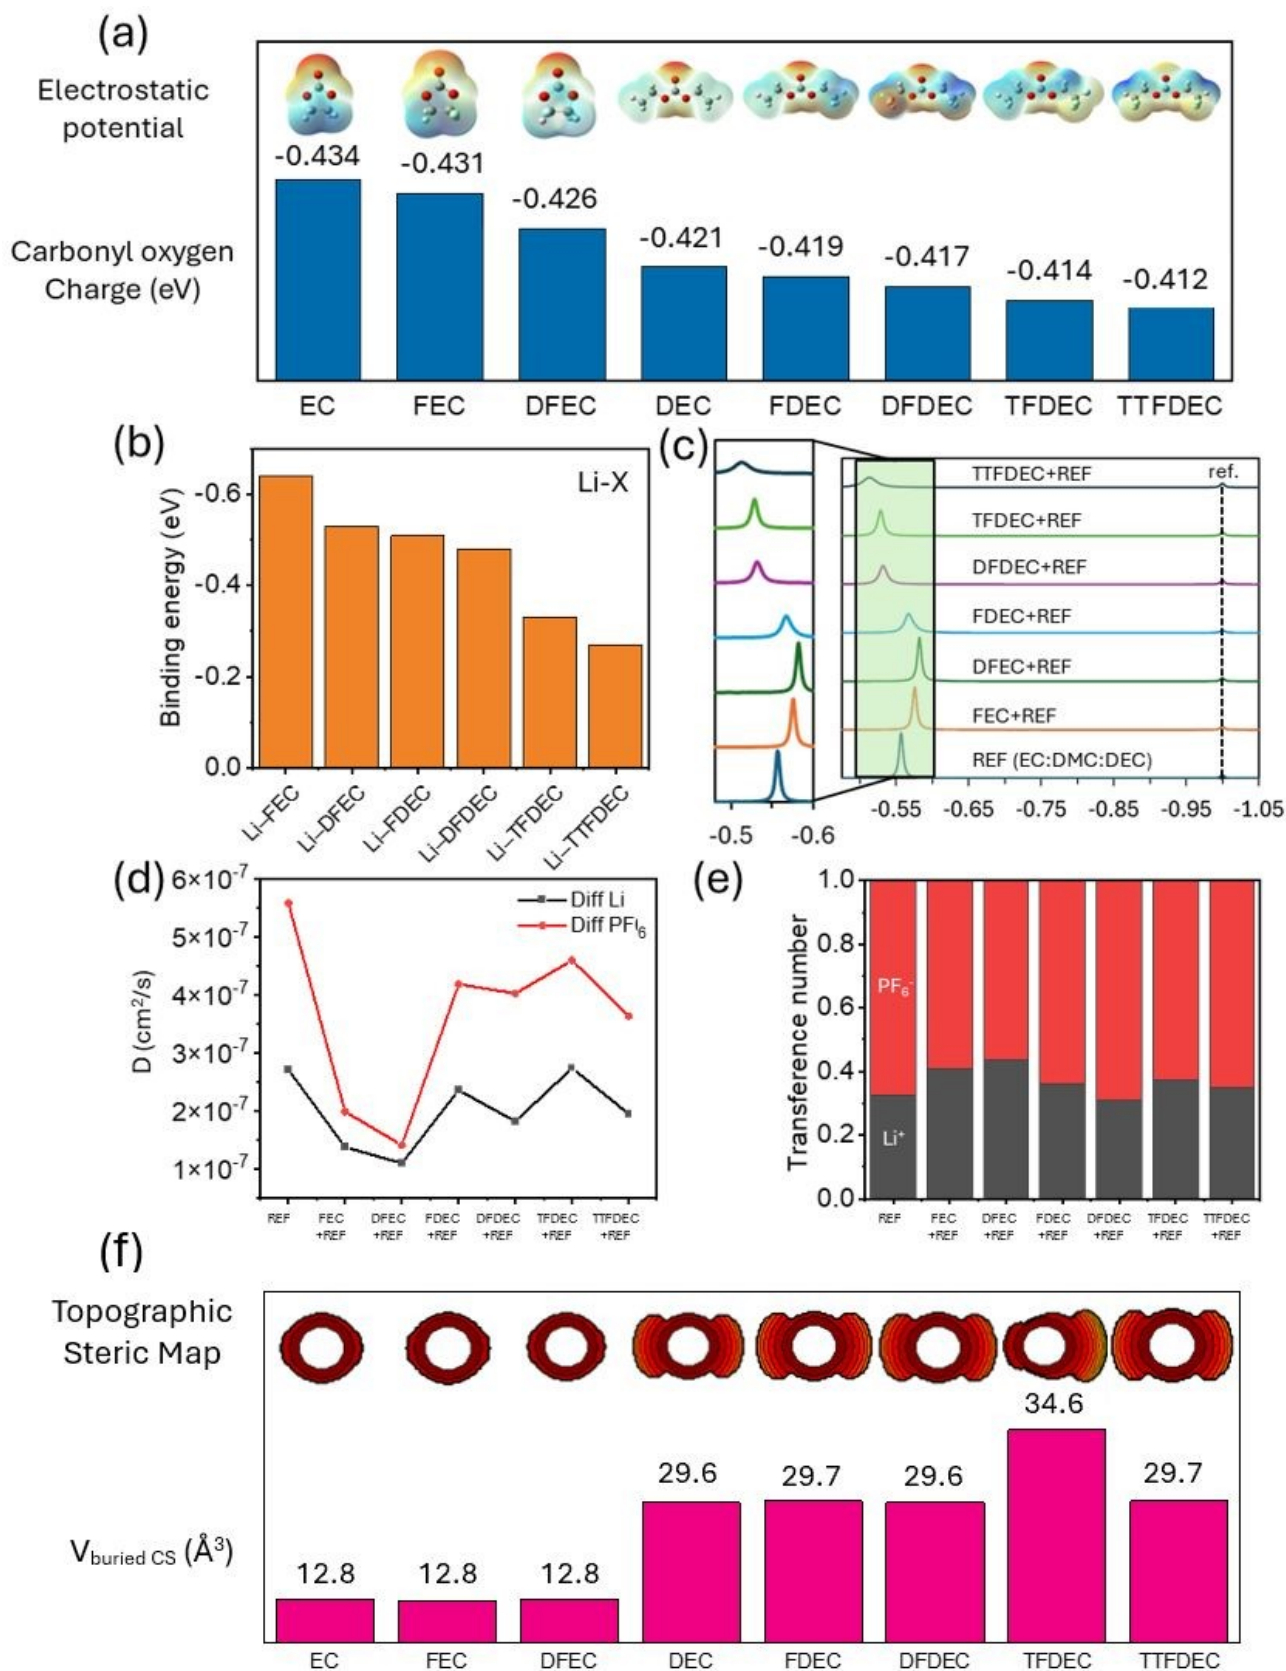 (a)
Electrostatic
potential
-0.434
-0.431
-0.426
-0.421
-0.419
-0.417
-0.414
-0.412
Carbonyl oxygen
Charge (eV)
EC FEC DFEC DEC FDEC DFDEC TFDEC TTFDEC
(b)
Li-X
Binding energy (eV)
-0.6
-0.4
-0.2
0.0
Li–FEC
Li–DFEC
Li–FDEC
Li–DFDEC
Li–TFDEC
Li–TTFDEC
(c)
TTFDEC+REF
ref.
TFDEC+REF
DFDEC+REF
FDEC+REF
DFEC+REF
FEC+REF
REF (EC:DMC:DEC)
-0.5 -0.6
-0.55 -0.65 -0.75 -0.85 -0.95 -1.05
(d)
D (cm²/s)
6×10⁻⁷
5×10⁻⁷
4×10⁻⁷
3×10⁻⁷
2×10⁻⁷
1×10⁻⁷
Diff Li
Diff PF₆
REF FEC DFEC FDEC DFDEC TFDEC TTFDEC
+REF +REF +REF +REF +REF +REF
(e)
Transference number
1.0
0.8
0.6
0.4
0.2
0.0
PF₆⁻
Li⁺
REF FEC DFEC FDEC DFDEC TFDEC TTFDEC
+REF +REF +REF +REF +REF +REF
(f)
Topographic
Steric Map
V buried CS (Å³)
12.8
12.8
12.8
29.6
29.7
29.6
34.6
29.7
EC FEC DFEC DEC FDEC DFDEC TFDEC TTFDEC